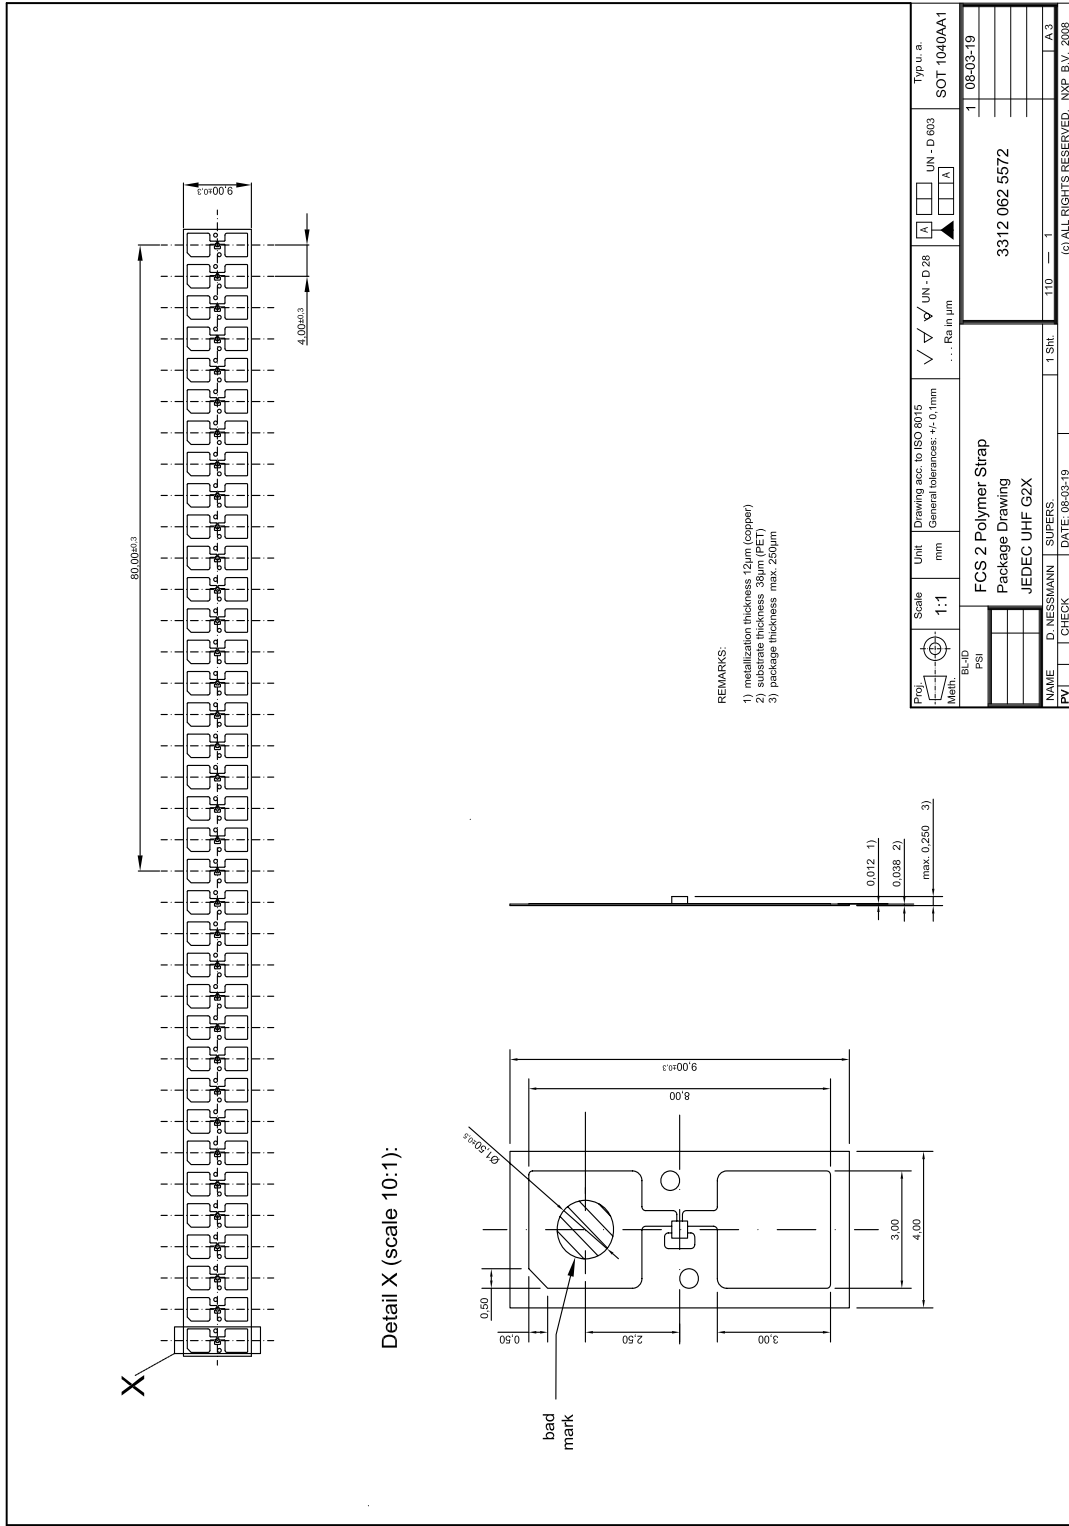 80,00±0.3
9,00±0.3
4,00±0.3
X
Detail X (scale 10:1):
Ø1,50±0.5
9,00±0.3
8,00
0,50
0,50
2,50
3,00
3,00
4,00
bad
mark
0,012 1)
0,038 2)
max. 0,250 3)
REMARKS:
1) metallization thickness 12µm (copper)
2) substrate thickness 38µm (PET)
3) package thickness max. 250µm
Proj.
Meth.
Scale
1:1
Unit
mm
Drawing acc. to ISO 8015
General tolerances: +/- 0,1mm
UN - D 28
. . . Ra in µm
A
UN - D 603
A
Typ u. a.
SOT 1040AA1
BL-ID
PSI
FCS 2 Polymer Strap
Package Drawing
JEDEC UHF G2X
3312 062 5572
1 08-03-19
NAME D. NESSMANN SUPERS. 1 Sht. 110 — 1 A 3
PV CHECK DATE: 08-03-19 (c) ALL RIGHTS RESERVED. NXP B.V. 2008